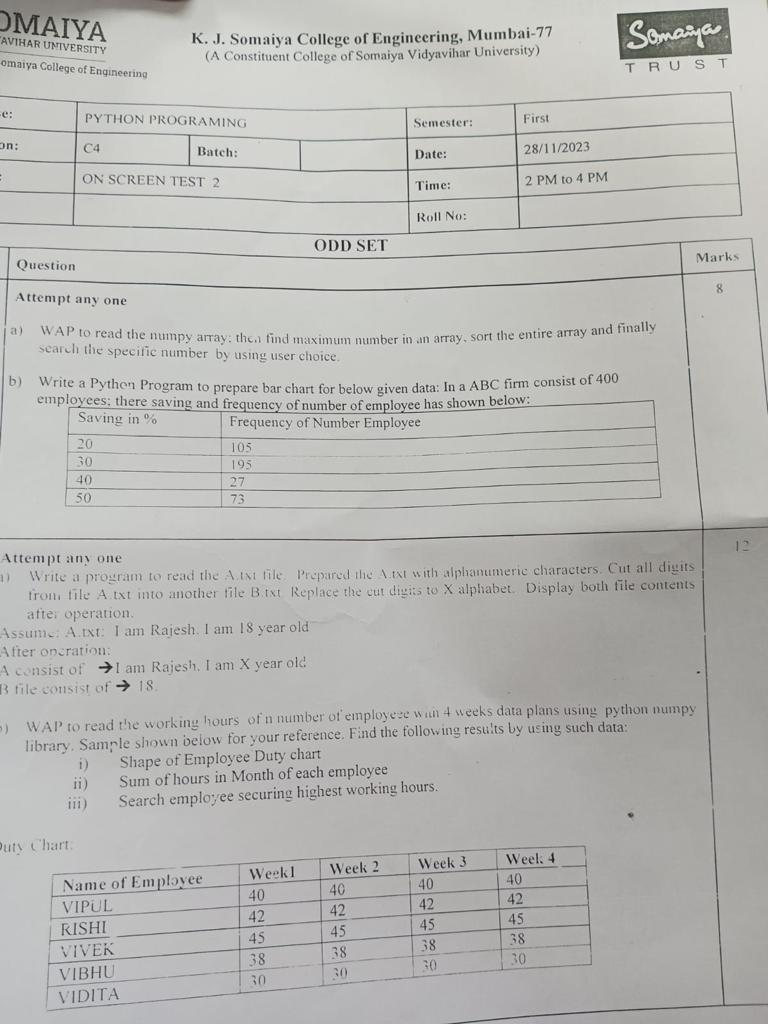 OMAIYA
AVIHAR UNIVERSITY
omaiya College of Engineering
K. J. Somaiya College of Engineering, Mumbai-77
(A Constituent College of Somaiya Vidyavihar University)
Somaiya
TRUST
e: PYTHON PROGRAMING Semester: First
on: C4 Batch: Date: 28/11/2023
: ON SCREEN TEST 2 Time: 2 PM to 4 PM
Roll No:
ODD SET
Question Marks
Attempt any one 8
a) WAP to read the numpy array; then find maximum number in an array, sort the entire array and finally
search the specific number by using user choice.
b) Write a Python Program to prepare bar chart for below given data: In a ABC firm consist of 400
employees; there saving and frequency of number of employee has shown below:
Saving in % Frequency of Number Employee
20 105
30 195
40 27
50 73
Attempt any one 12
) Write a program to read the A.txt file. Prepared the A.txt with alphanumeric characters. Cut all digits
from file A.txt into another file B.txt. Replace the cut digits to X alphabet. Display both file contents
after operation.
Assume: A.txt: I am Rajesh. I am 18 year old
After operation:
A consist of → I am Rajesh. I am X year old
B file consist of → 18.
) WAP to read the working hours of n number of employeee with 4 weeks data plans using python numpy
library. Sample shown below for your reference. Find the following results by using such data:
i) Shape of Employee Duty chart
ii) Sum of hours in Month of each employee
iii) Search employee securing highest working hours.
Duty Chart:
Name of Employee Week1 Week 2 Week 3 Week 4
VIPUL 40 40 40 40
RISHI 42 42 42 42
VIVEK 45 45 45 45
VIBHU 38 38 38 38
VIDITA 30 30 30 30